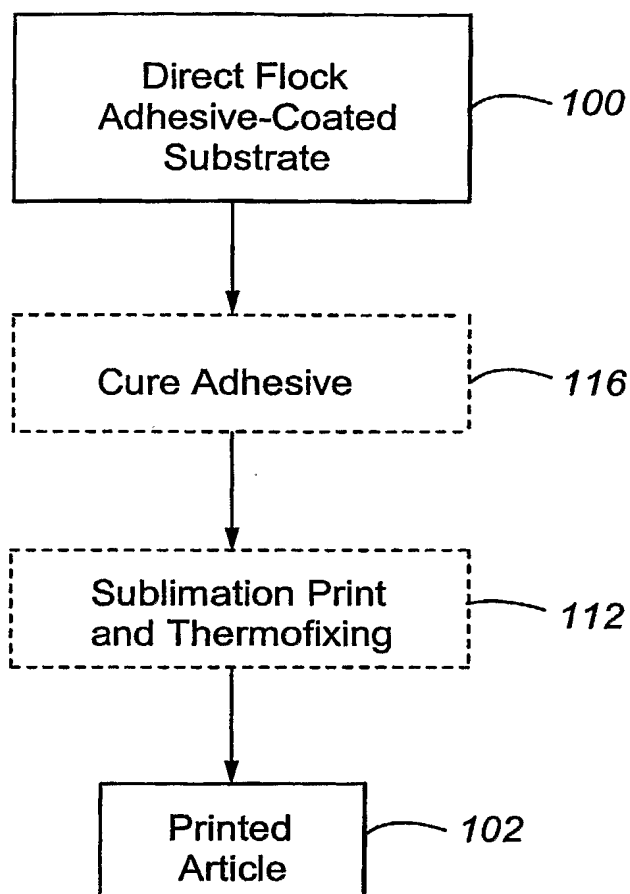 Direct Flock
Adhesive-Coated
Substrate
100
Cure Adhesive
116
Sublimation Print
and Thermofixing
112
Printed
Article
102